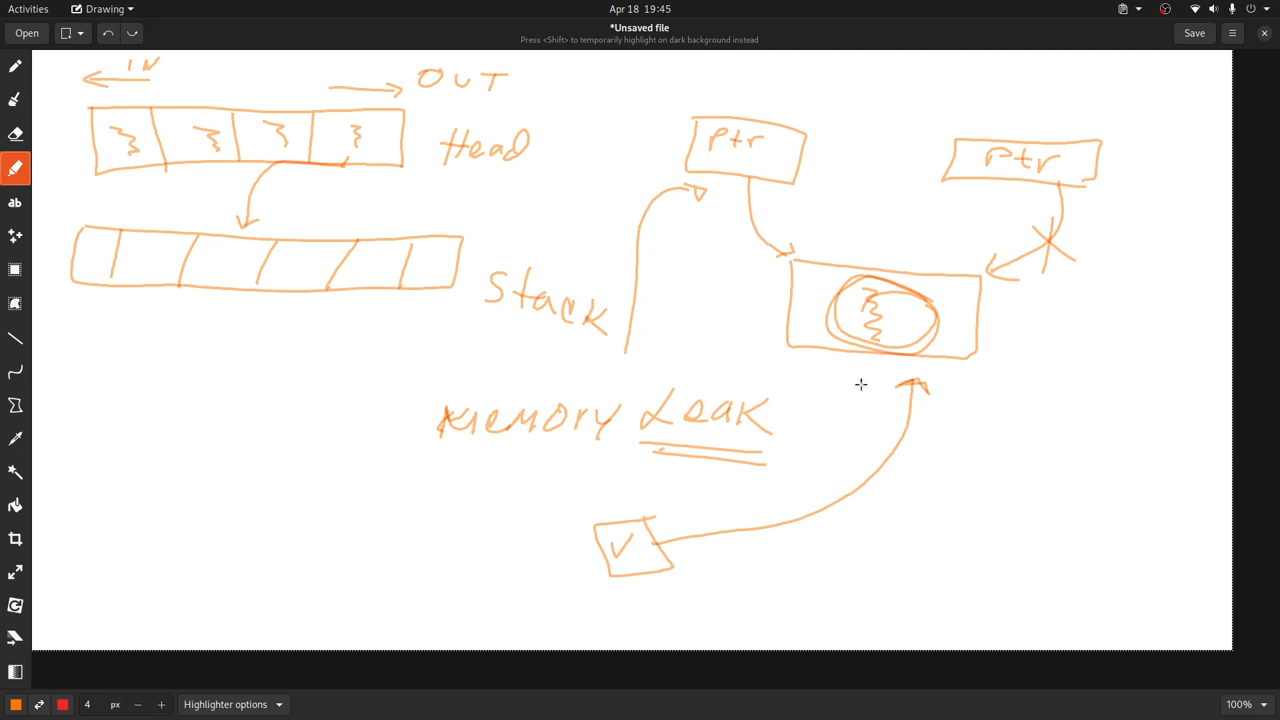 Activities
Drawing
Apr 18 19:45
*Unsaved file
Press <Shift> to temporarily highlight on dark background instead
Open
Save
ab
IN
OUT
Head
Ptr
Ptr
Stack
MEMORY Leak
V
4 px
Highlighter options
100%